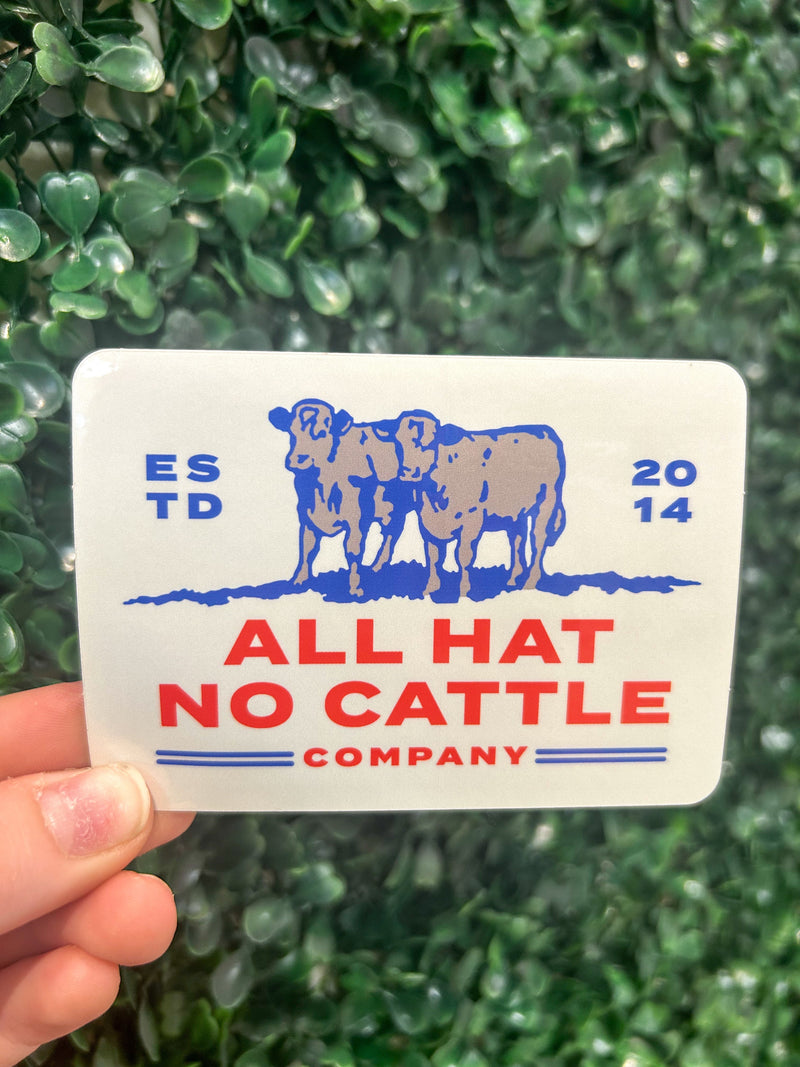 ES
TD
20
14
ALL HAT
NO CATTLE
COMPANY